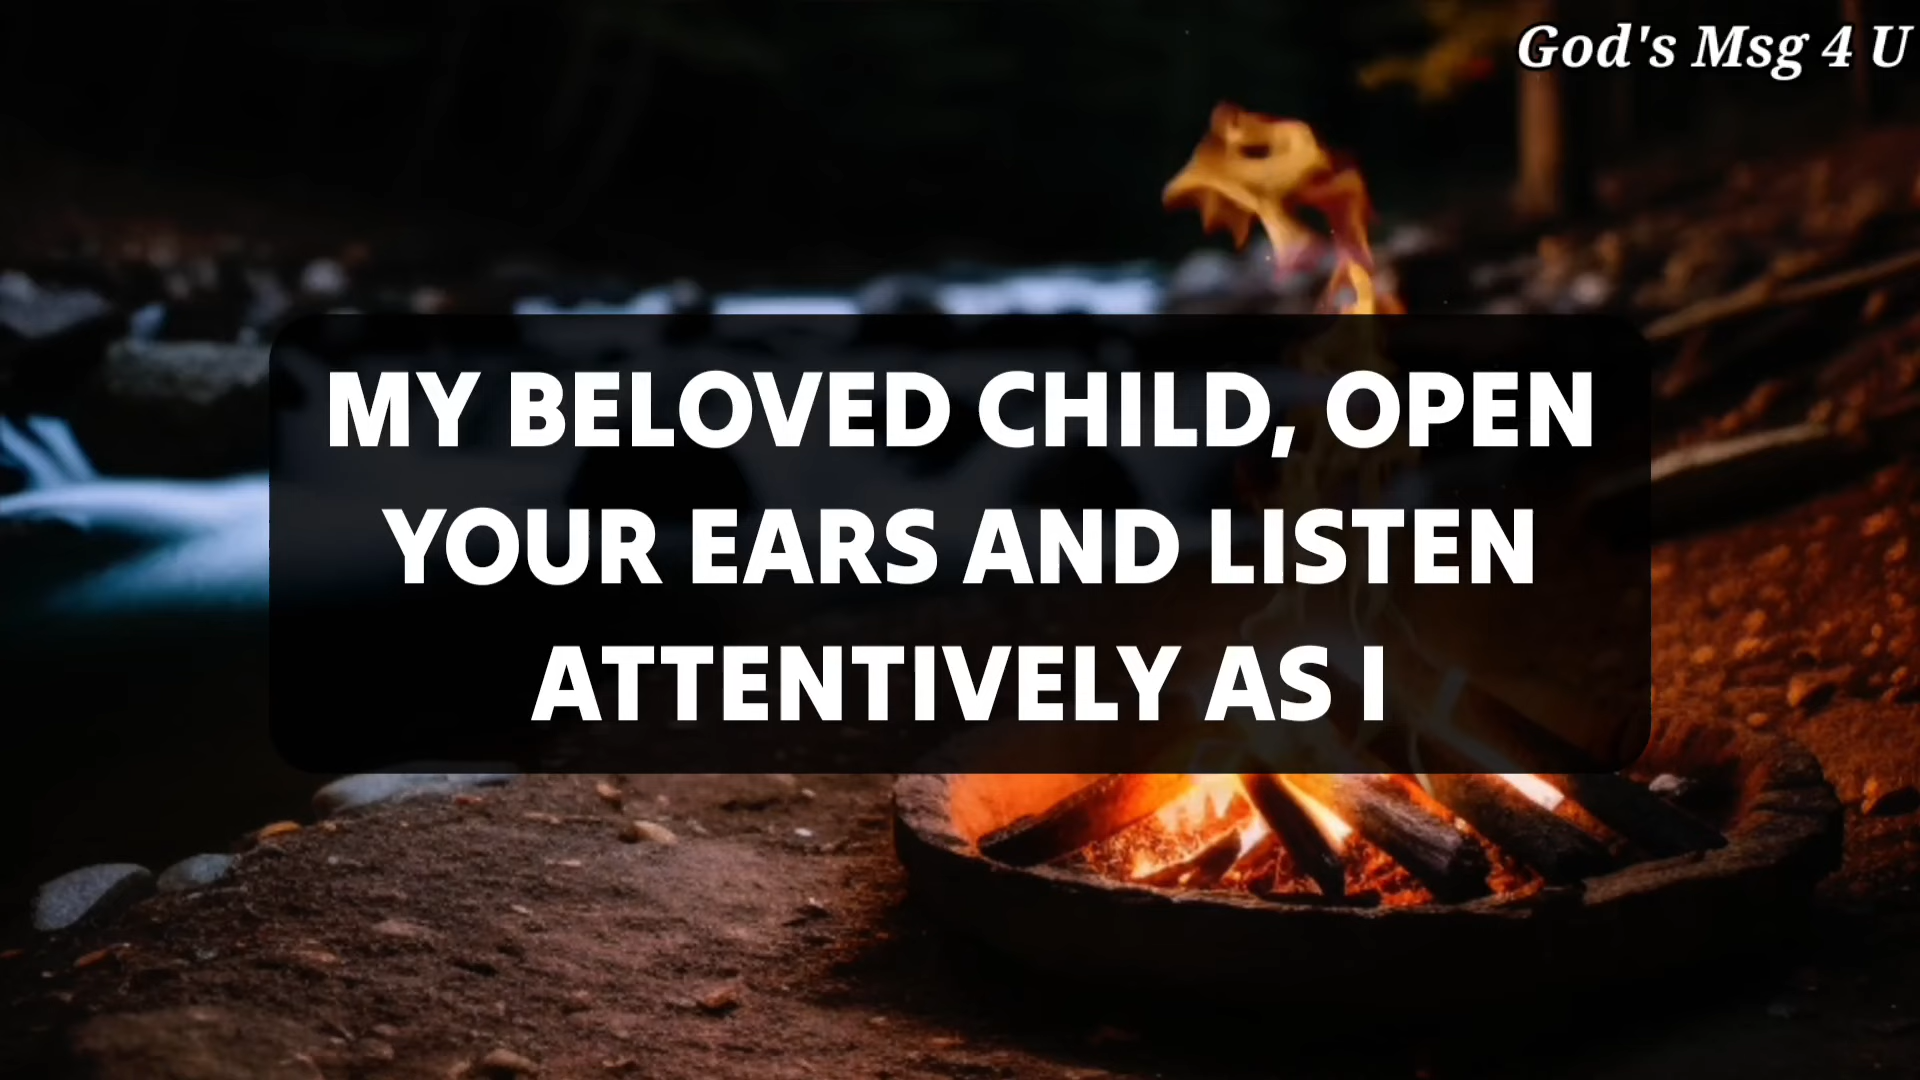 God's Msg 4 U
MY BELOVED CHILD, OPEN
YOUR EARS AND LISTEN
ATTENTIVELY AS I